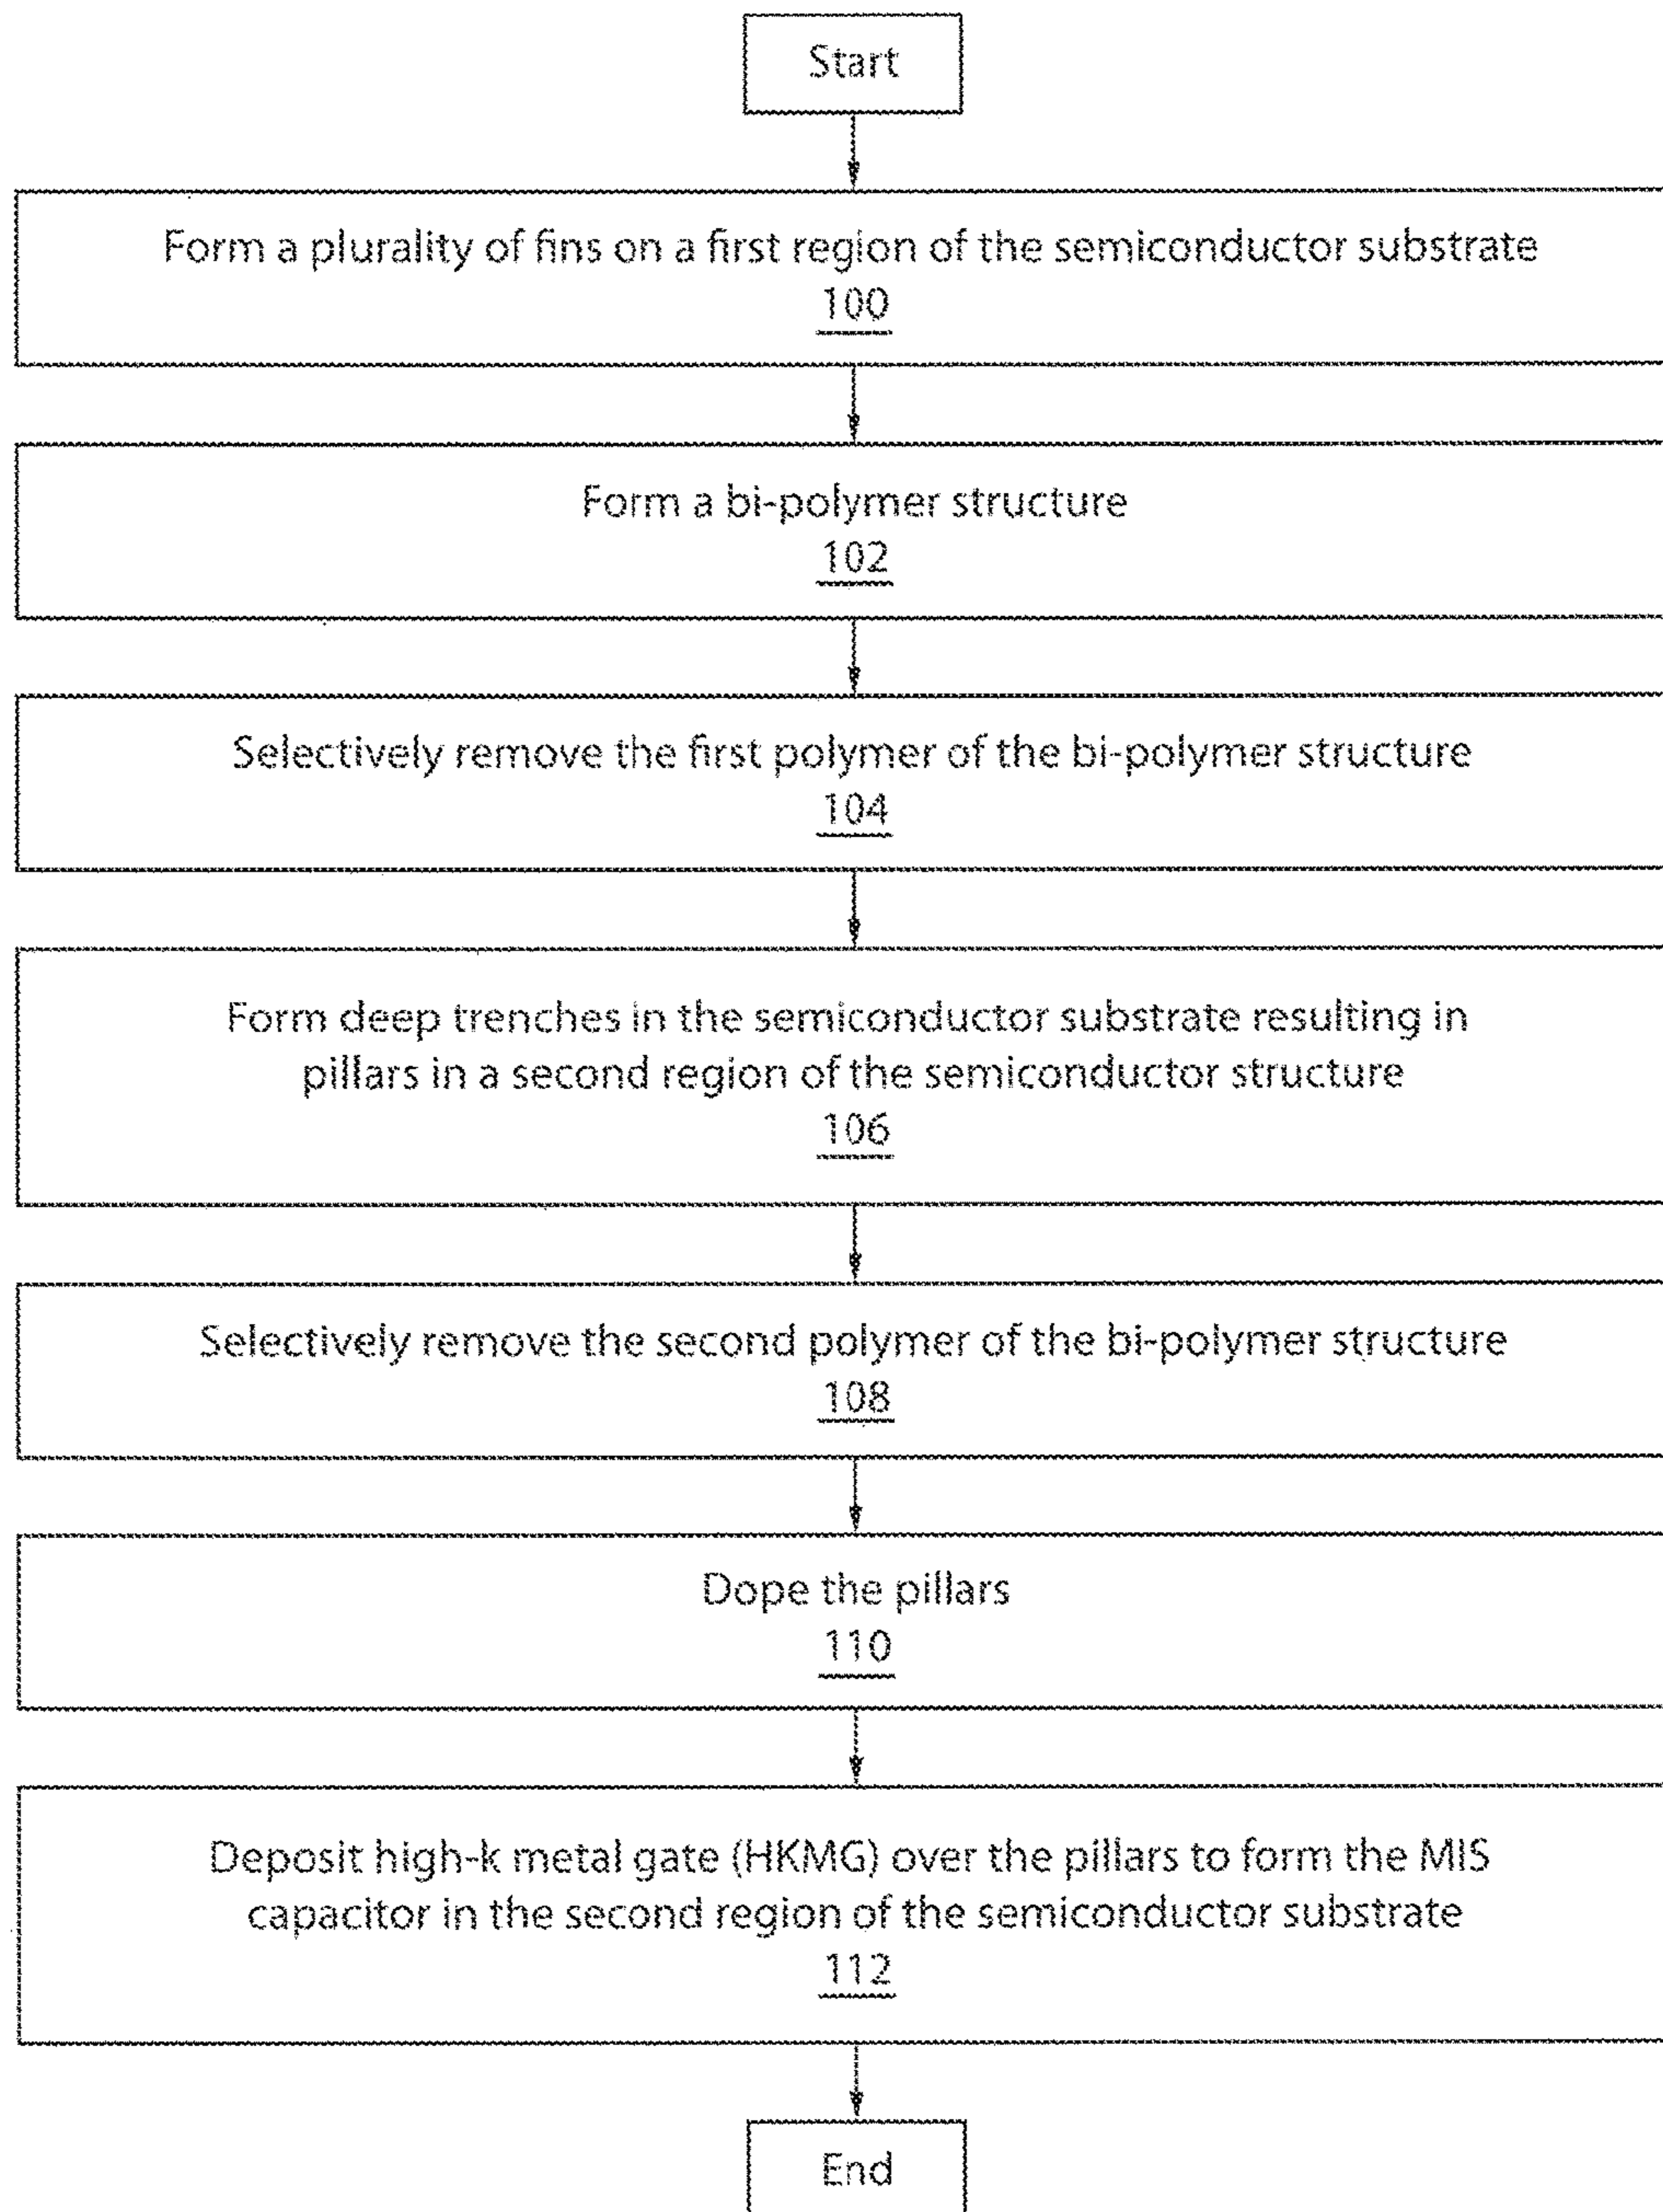 Start
Form a plurality of fins on a first region of the semiconductor substrate
100
Form a bi-polymer structure
102
Selectively remove the first polymer of the bi-polymer structure
104
Form deep trenches in the semiconductor substrate resulting in
pillars in a second region of the semiconductor structure
106
Selectively remove the second polymer of the bi-polymer structure
108
Dope the pillars
110
Deposit high-k metal gate (HKMG) over the pillars to form the MIS
capacitor in the second region of the semiconductor substrate
112
End